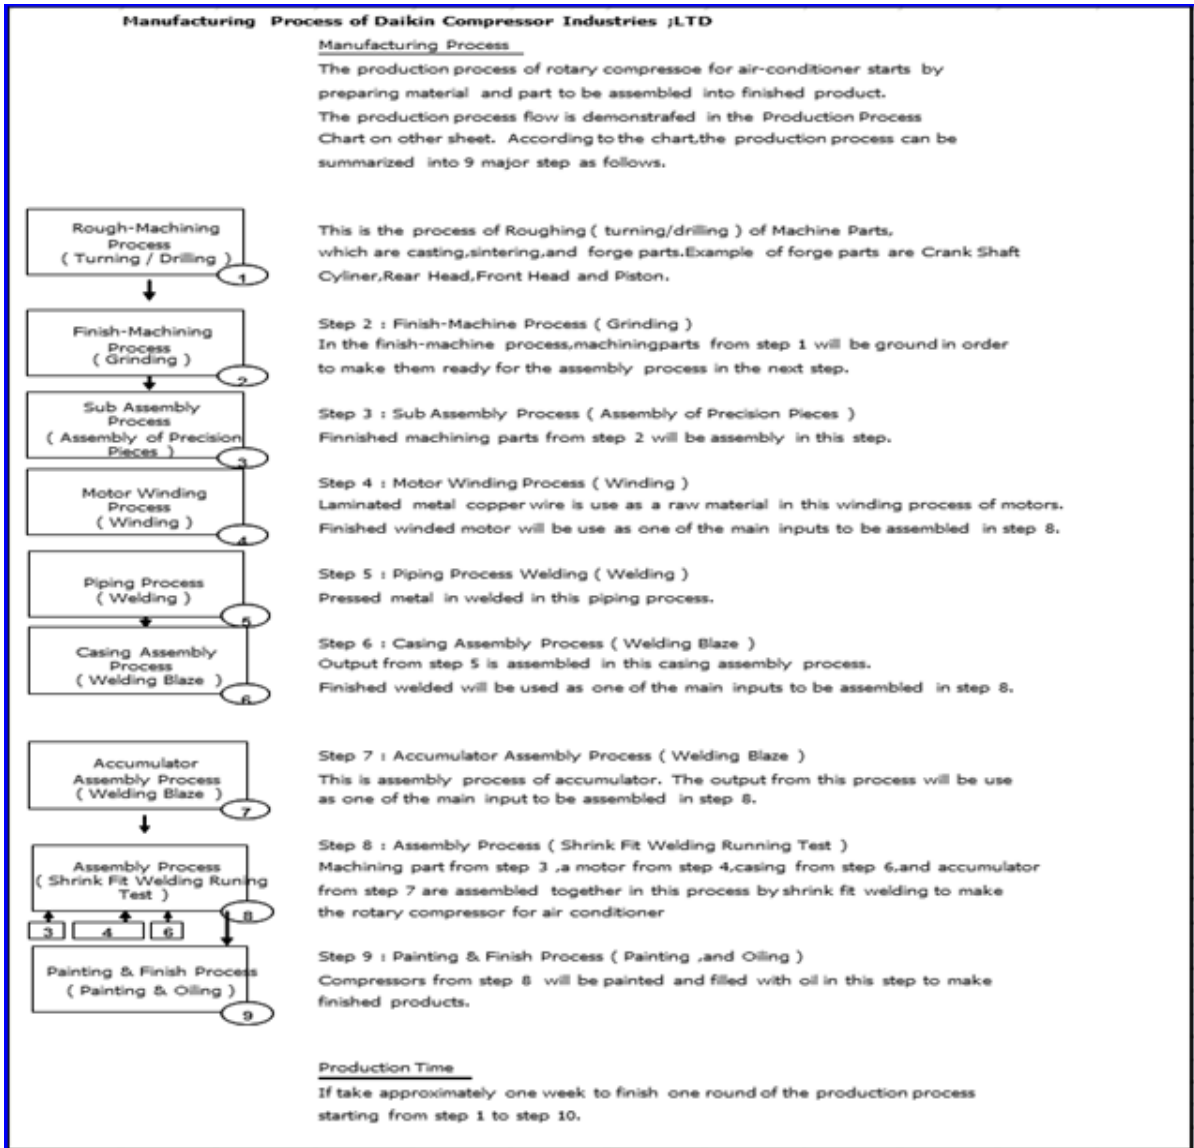 Manufacturing Process of Daikin Compressor Industries ;LTD
Manufacturing Process
The production process of rotary compressoe for air-conditioner starts by
preparing material and part to be assembled into finished product.
The production process flow is demonstrafed in the Production Process
Chart on other sheet. According to the chart,the production process can be
summarized into 9 major step as follows.
Rough-Machining
Process
( Turning / Drilling )
1
This is the process of Roughing ( turning/drilling ) of Machine Parts,
which are casting,sintering,and forge parts.Example of forge parts are Crank Shaft
Cyliner,Rear Head,Front Head and Piston.
Finish-Machining
Process
( Grinding )
2
Step 2 : Finish-Machine Process ( Grinding )
In the finish-machine process,machiningparts from step 1 will be ground in order
to make them ready for the assembly process in the next step.
Sub Assembly
Process
( Assembly of Precision
Pieces )
3
Step 3 : Sub Assembly Process ( Assembly of Precision Pieces )
Finnished machining parts from step 2 will be assembly in this step.
Motor Winding
Process
( Winding )
4
Step 4 : Motor Winding Process ( Winding )
Laminated metal copper wire is use as a raw material in this winding process of motors.
Finished winded motor will be use as one of the main inputs to be assembled in step 8.
Piping Process
( Welding )
5
Step 5 : Piping Process Welding ( Welding )
Pressed metal in welded in this piping process.
Casing Assembly
Process
( Welding Blaze )
6
Step 6 : Casing Assembly Process ( Welding Blaze )
Output from step 5 is assembled in this casing assembly process.
Finished welded will be used as one of the main inputs to be assembled in step 8.
Accumulator
Assembly Process
( Welding Blaze )
7
Step 7 : Accumulator Assembly Process ( Welding Blaze )
This is assembly process of accumulator. The output from this process will be use
as one of the main input to be assembled in step 8.
Assembly Process
( Shrink Fit Welding Runing
Test )
8
3 4 6
Step 8 : Assembly Process ( Shrink Fit Welding Running Test )
Machining part from step 3 ,a motor from step 4,casing from step 6,and accumulator
from step 7 are assembled together in this process by shrink fit welding to make
the rotary compressor for air conditioner
Painting & Finish Process
( Painting & Oiling )
9
Step 9 : Painting & Finish Process ( Painting ,and Oiling )
Compressors from step 8 will be painted and filled with oil in this step to make
finished products.
Production Time
If take approximately one week to finish one round of the production process
starting from step 1 to step 10.